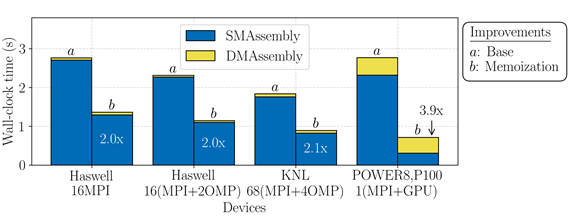 SMAssembly
DMAssembly
Improvements
a: Base
b: Memoization
Wall-clock time (s)
3
2
1
0
a
b
2.0x
a
b
2.0x
a
b
2.1x
a
b
3.9x
Haswell
16MPI
Haswell
16(MPI+2OMP)
KNL
68(MPI+4OMP)
POWER8,P100
1(MPI+GPU)
Devices